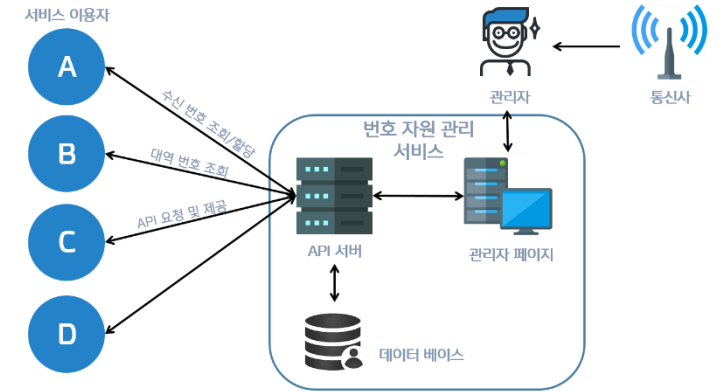 서비스 이용자
A
B
C
D
수신 번호 조회/할당
대역 번호 조회
API 요청 및 제공
관리자
통신사
번호 자원 관리
서비스
API 서버
관리자 페이지
데이터 베이스